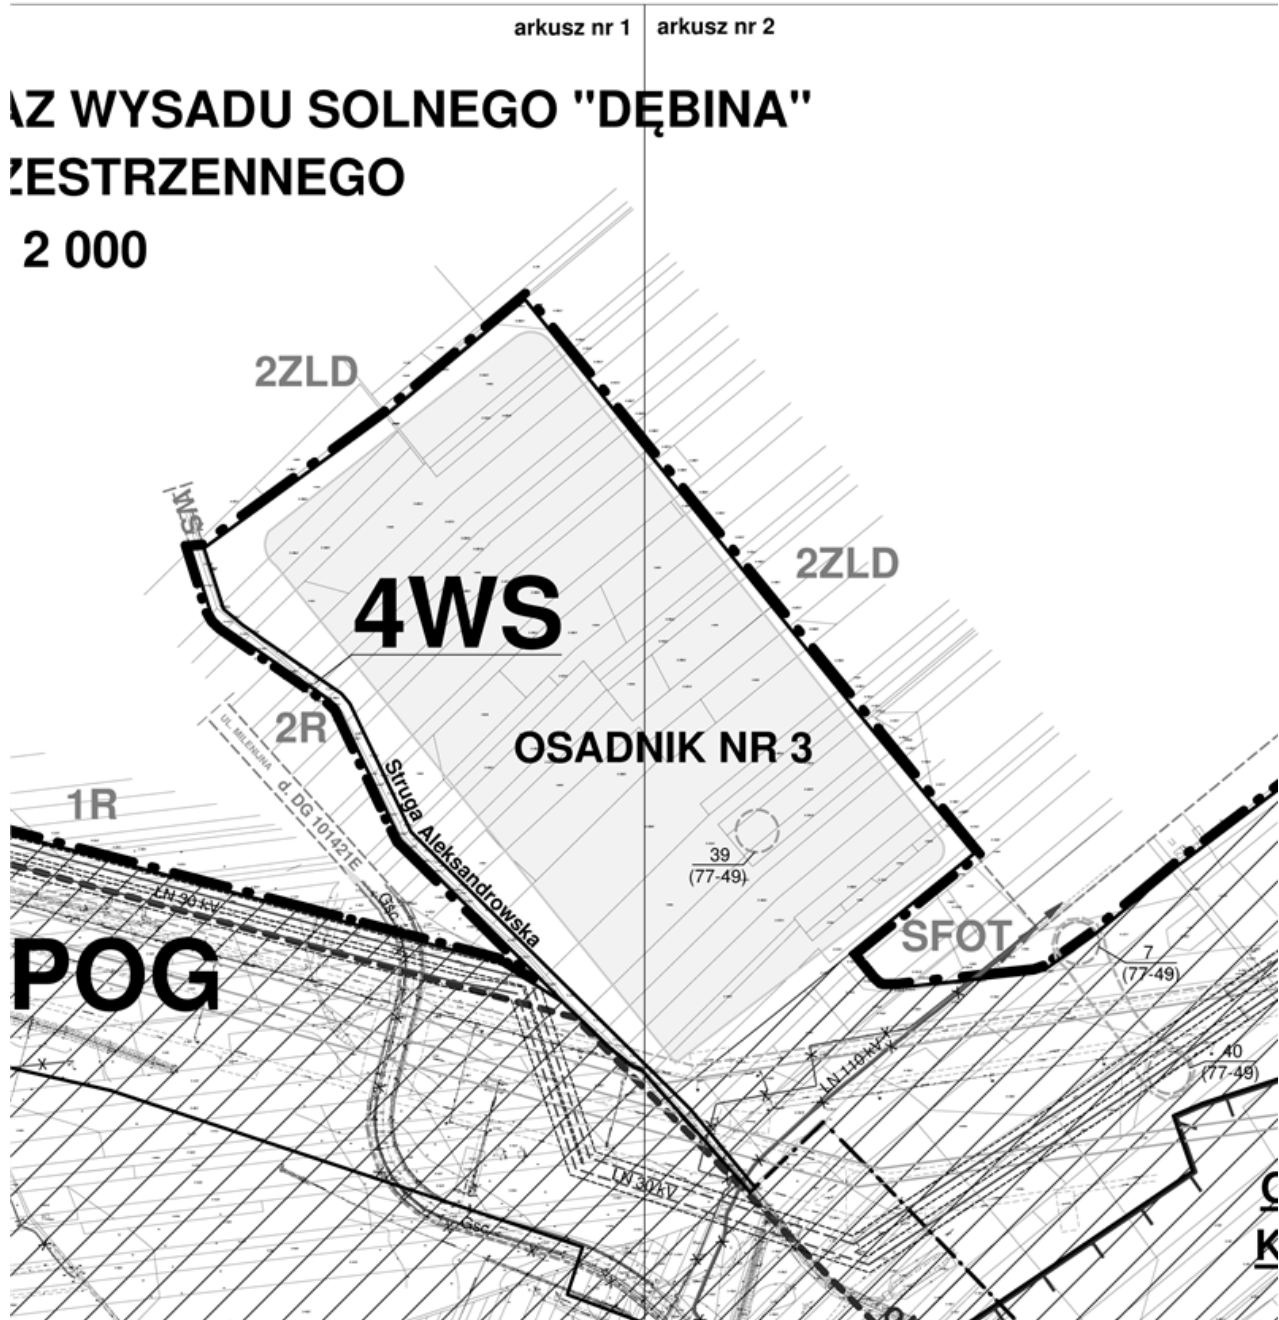 arkusz nr 1 arkusz nr 2
AZ WYSADU SOLNEGO "DĘBINA"
ZESTRZENNEGO
2 000
2ZLD
2ZLD
4WS
2R
OSADNIK NR 3
UL. MILENIJNA
d. DG 101421E
Struga Aleksandrowska
1R
39
(77-49)
LN 30 kV
Gsc
SFOT
7
(77-49)
POG
40
(77-49)
LN 110 kV
LN 30 kV
Gsc
K